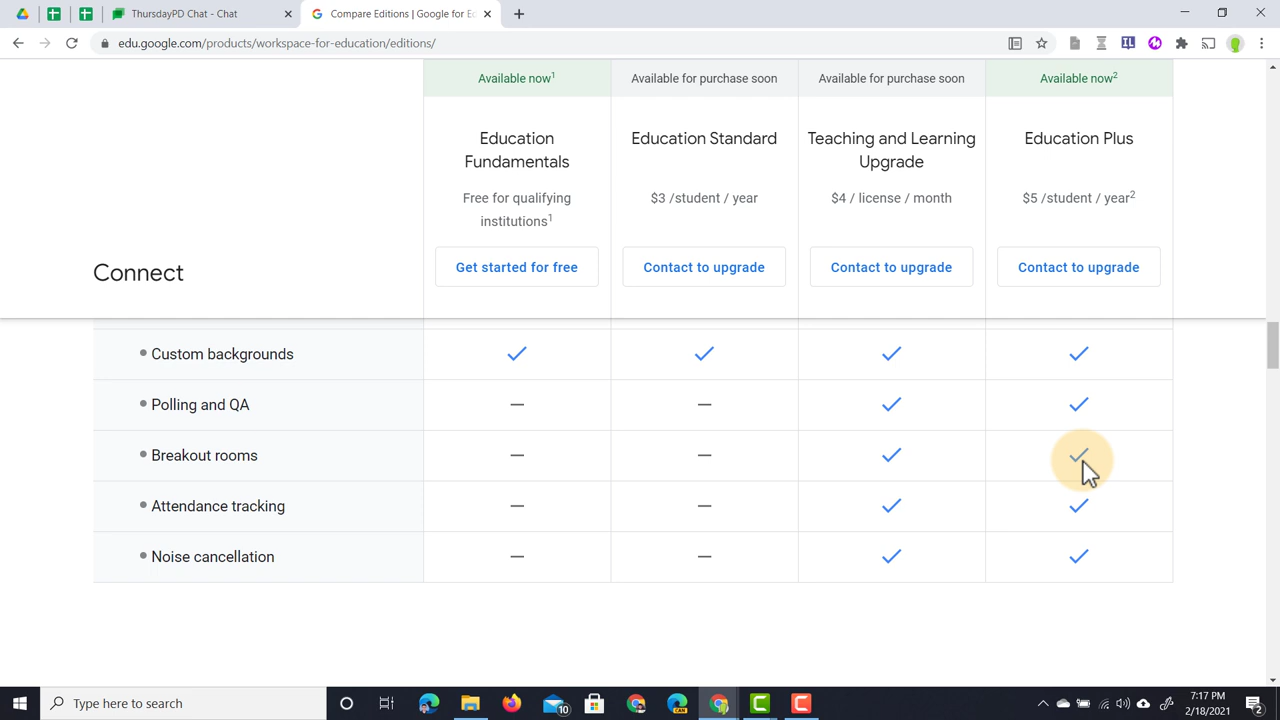 ThursdayPD Chat - Chat
Compare Editions | Google for E
edu.google.com/products/workspace-for-education/editions/
Available now1
Available for purchase soon
Available for purchase soon
Available now2
Education
Fundamentals
Education Standard
Teaching and Learning
Upgrade
Education Plus
Free for qualifying
institutions1
$3 /student / year
$4 / license / month
$5 /student / year2
Connect
Get started for free
Contact to upgrade
Contact to upgrade
Contact to upgrade
Custom backgrounds
Polling and QA
Breakout rooms
Attendance tracking
Noise cancellation
Type here to search
10
CAN
7:17 PM
2/18/2021
2